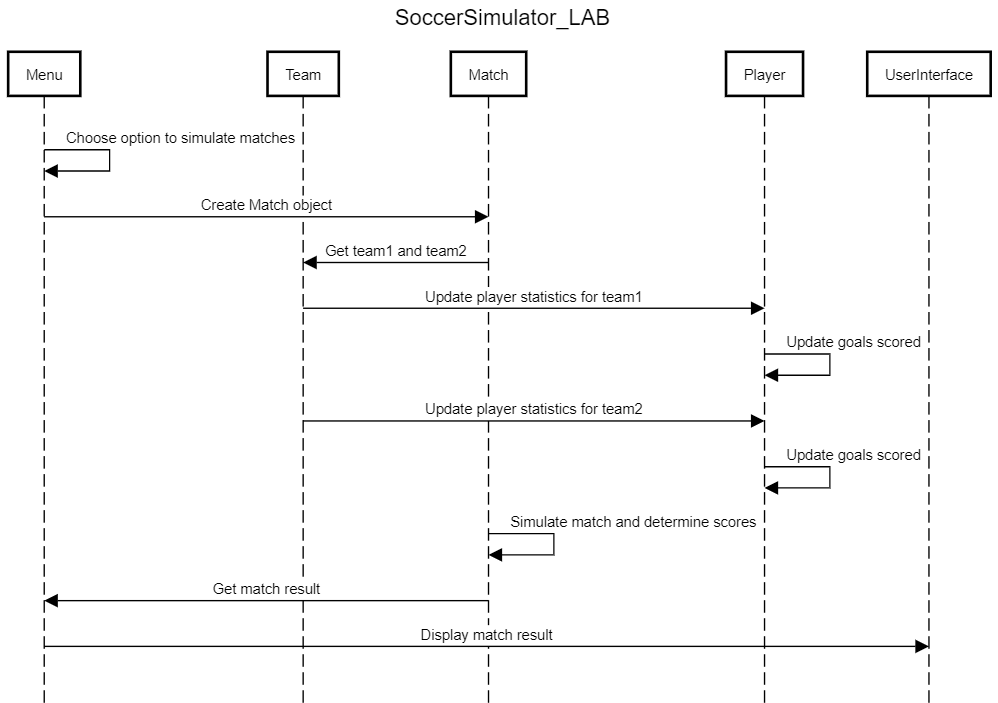 SoccerSimulator_LAB
Menu
Team
Match
Player
UserInterface
Choose option to simulate matches
Create Match object
Get team1 and team2
Update player statistics for team1
Update goals scored
Update player statistics for team2
Update goals scored
Simulate match and determine scores
Get match result
Display match result